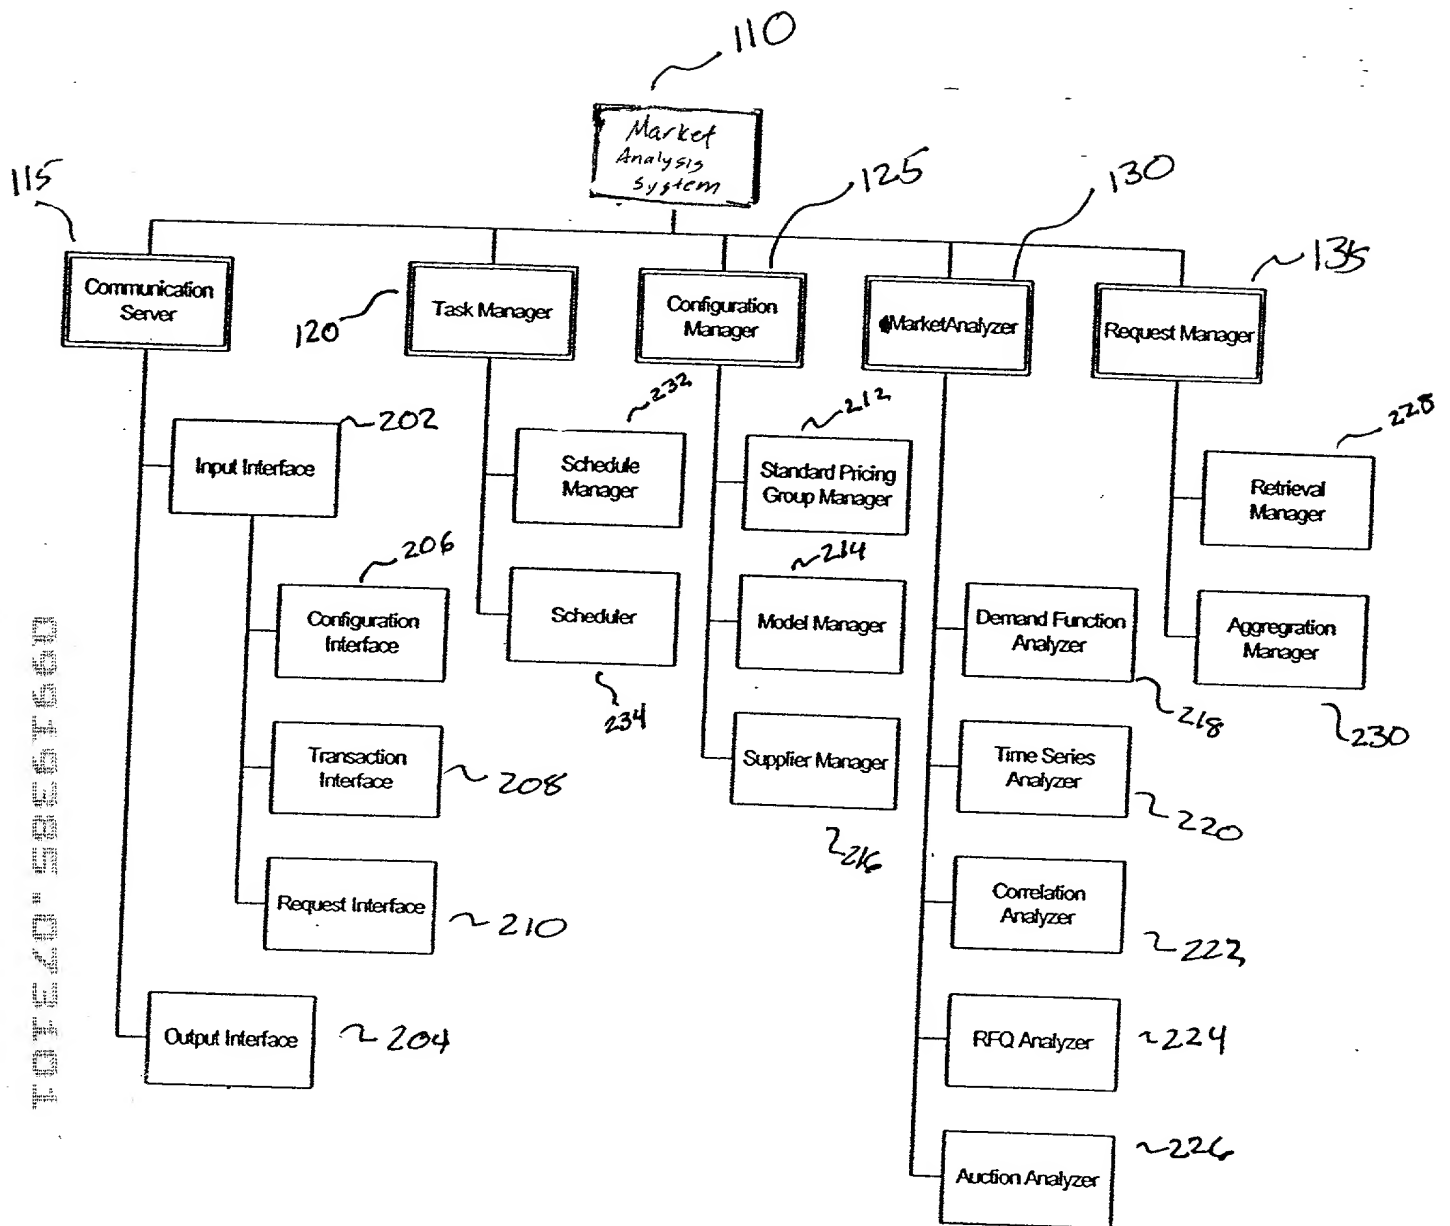 110
Market
Analysis
System
115
125
130
135
Communication
Server
120
Task Manager
Configuration
Manager
MarketAnalyzer
Request Manager
202
232
212
228
Input Interface
Schedule
Manager
Standard Pricing
Group Manager
Retrieval
Manager
206
214
Configuration
Interface
Scheduler
234
Model Manager
Demand Function
Analyzer
218
Aggregration
Manager
230
Transaction
Interface
208
Supplier Manager
216
Time Series
Analyzer
220
Request Interface
210
Correlation
Analyzer
222
Output Interface
204
RFQ Analyzer
224
Auction Analyzer
226